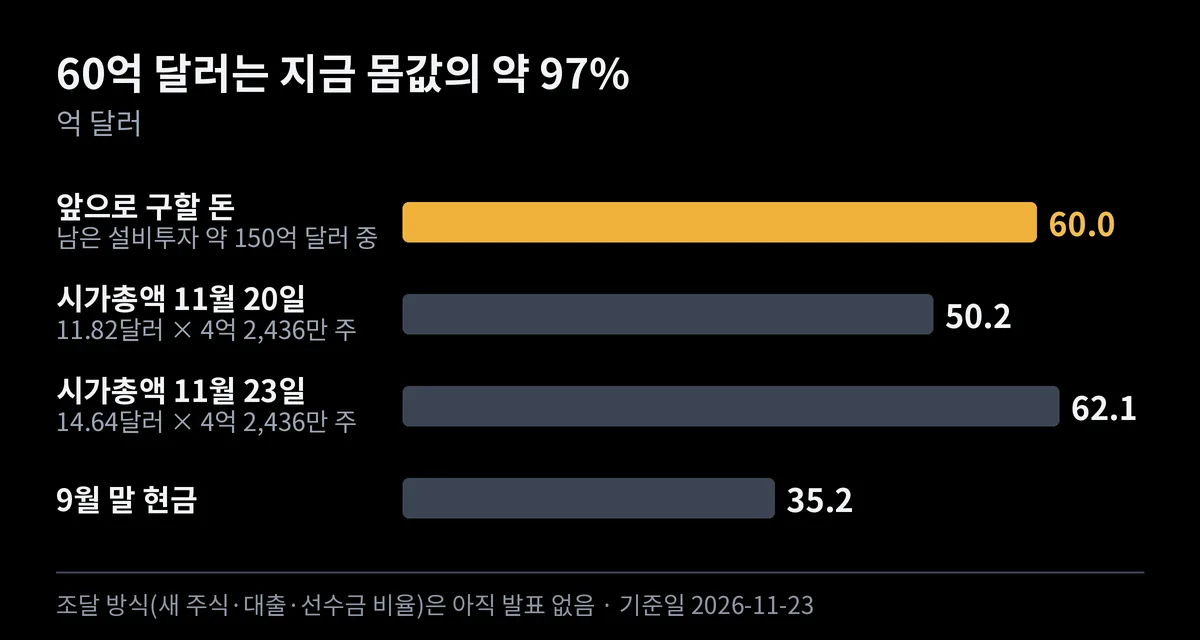 60억 달러는 지금 몸값의 약 97%
억 달러
앞으로 구할 돈
남은 설비투자 약 150억 달러 중
60.0
시가총액 11월 20일
11.82달러 × 4억 2,436만 주
50.2
시가총액 11월 23일
14.64달러 × 4억 2,436만 주
62.1
9월 말 현금
35.2
조달 방식(새 주식·대출·선수금 비율)은 아직 발표 없음 · 기준일 2026-11-23